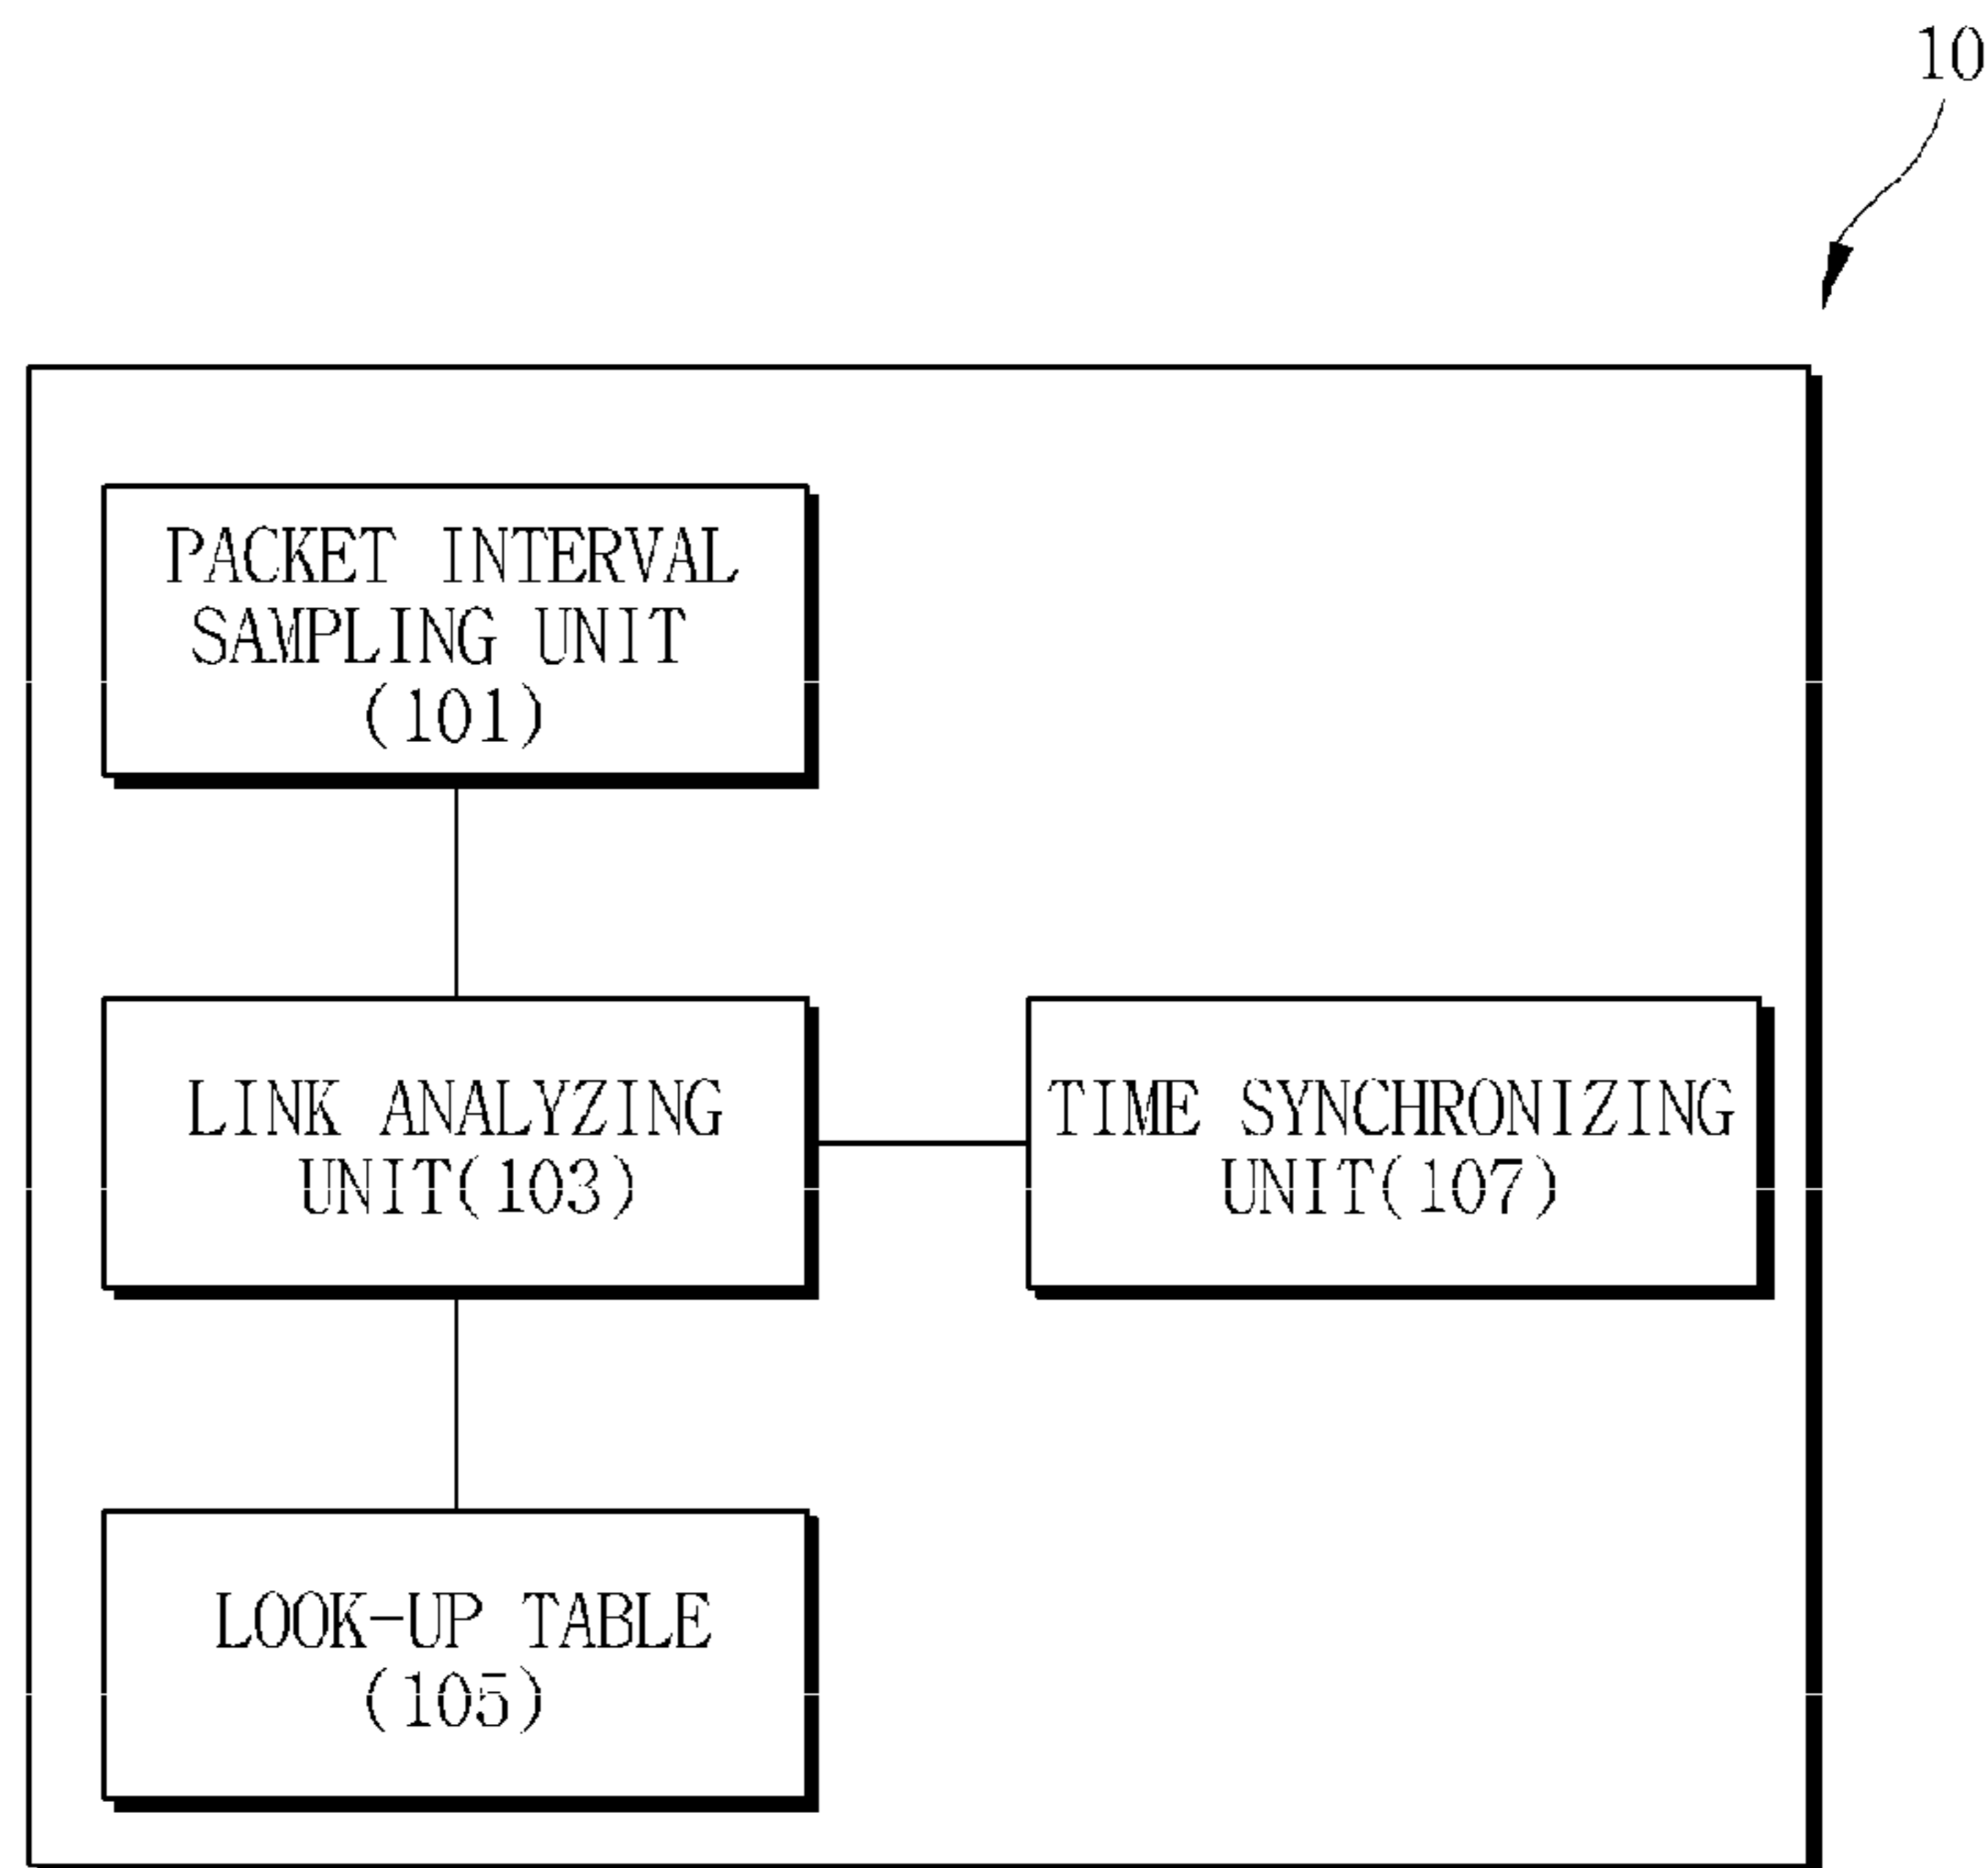 10
PACKET INTERVAL
SAMPLING UNIT
(101)
LINK ANALYZING
UNIT(103)
TIME SYNCHRONIZING
UNIT(107)
LOOK-UP TABLE
(105)